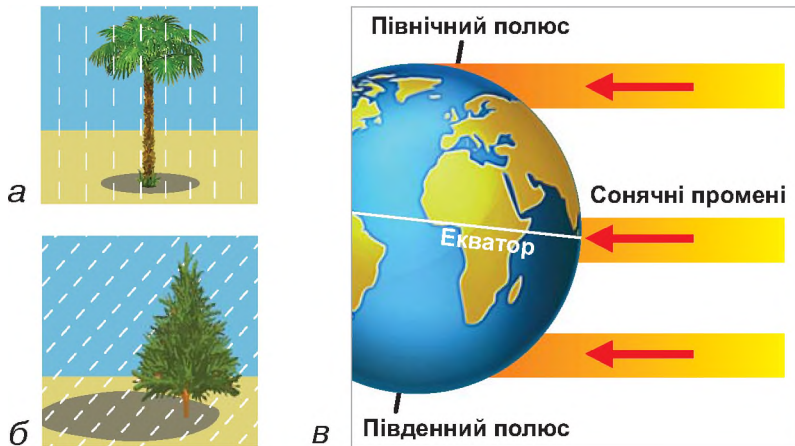 а
б
Північний полюс
Сонячні промені
Екватор
Південний полюс
в